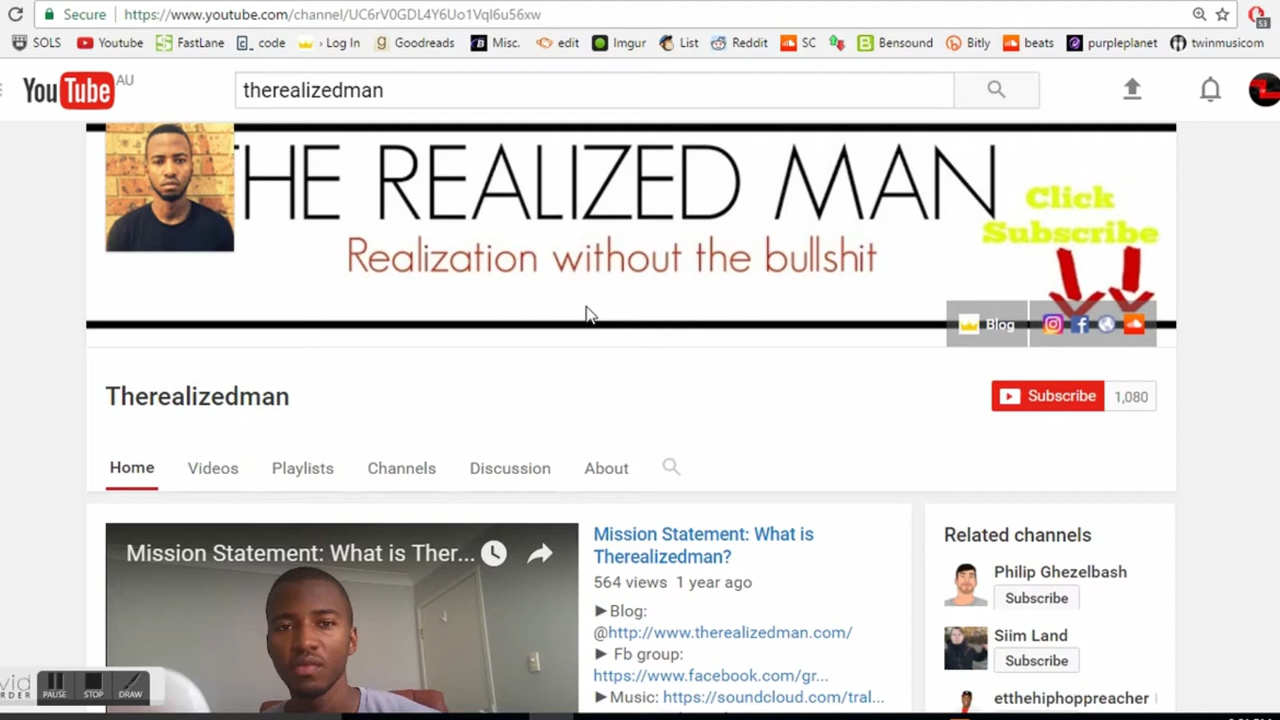 Secure https://www.youtube.com/channel/UC6rV0GDL4Y6Uo1Vql6u56xw
53
SOLS Youtube FastLane code › Log In Goodreads Misc. edit Imgur List Reddit SC Bensound Bitly beats purpleplanet twinmusicom
YouTube AU
therealizedman
HE REALIZED MAN
Click
Subscribe
Realization without the bullshit
Blog
Therealizedman
Subscribe 1,080
Home Videos Playlists Channels Discussion About
Mission Statement: What is Ther...
Mission Statement: What is
Therealizedman?
564 views 1 year ago
►Blog:
@http://www.therealizedman.com/
► Fb group:
https://www.facebook.com/gr...
►Music: https://soundcloud.com/tral...
Related channels
Philip Ghezelbash
Subscribe
Siim Land
Subscribe
etthehiphoppreacher
PAUSE STOP DRAW